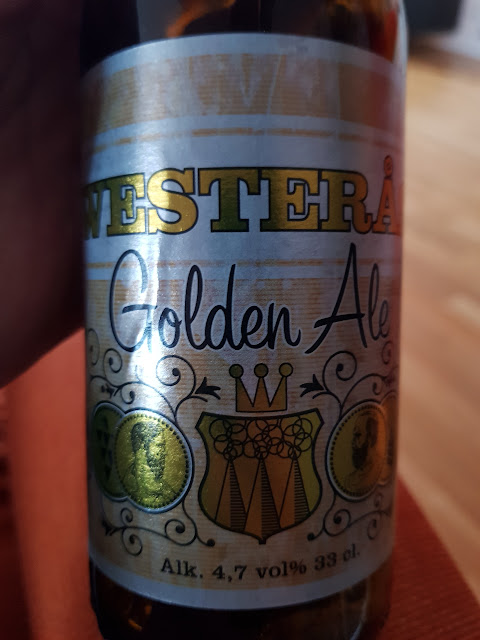 WESTERÅ
Golden Ale
Alk. 4,7 vol% 33 cl.